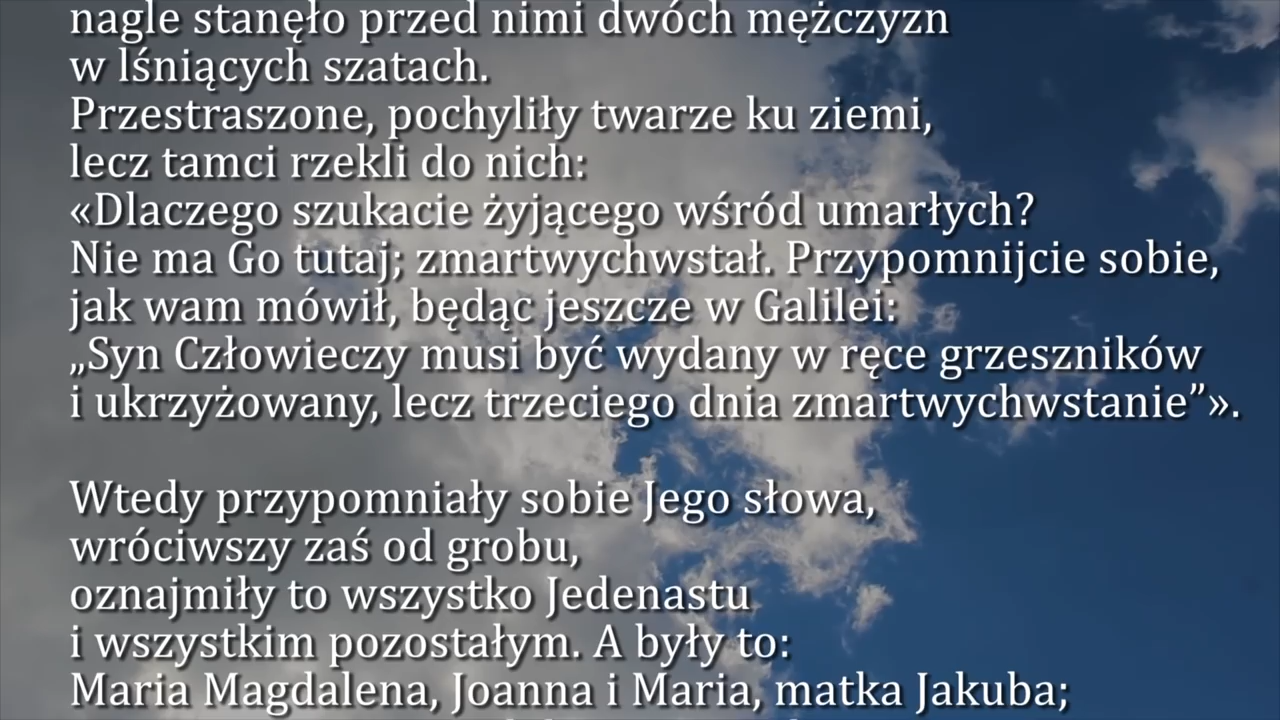 nagle stanęło przed nimi dwóch mężczyzn
w lśniących szatach.
Przestraszone, pochyliły twarze ku ziemi,
lecz tamci rzekli do nich:
«Dlaczego szukacie żyjącego wśród umarłych?
Nie ma Go tutaj; zmartwychwstał. Przypomnijcie sobie,
jak wam mówił, będąc jeszcze w Galilei:
„Syn Człowieczy musi być wydany w ręce grzeszników
i ukrzyżowany, lecz trzeciego dnia zmartwychwstanie”».
Wtedy przypomniały sobie Jego słowa,
wróciwszy zaś od grobu,
oznajmiły to wszystko Jedenastu
i wszystkim pozostałym. A były to:
Maria Magdalena, Joanna i Maria, matka Jakuba;